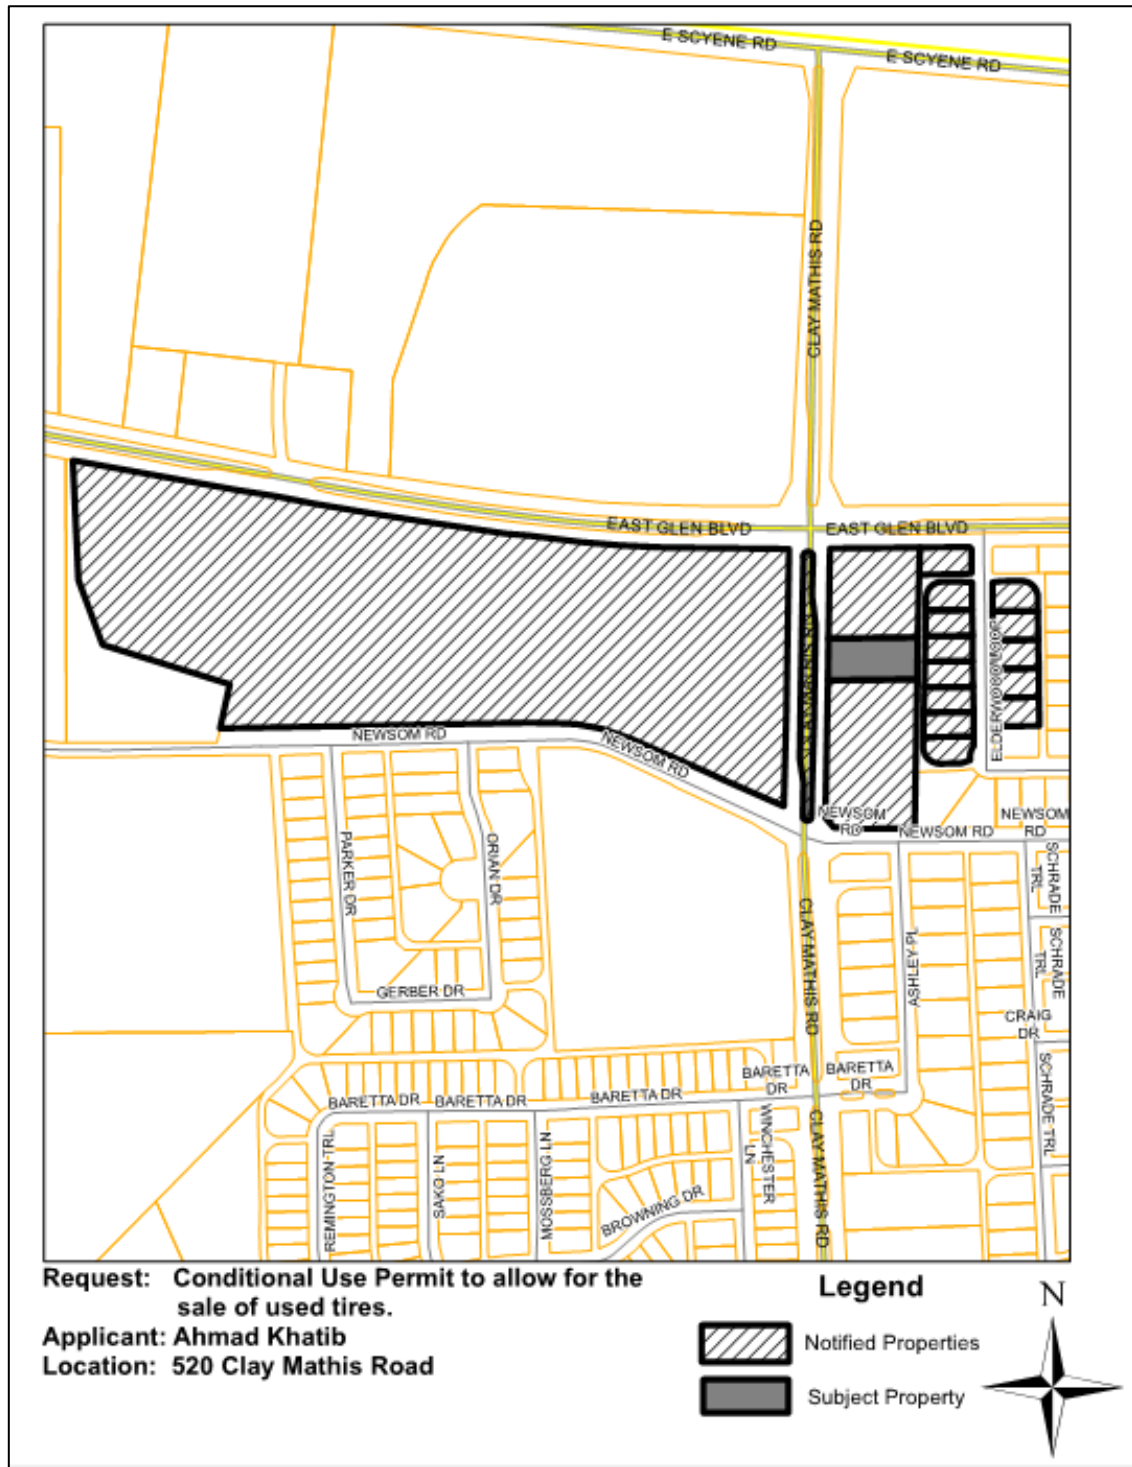 E SCYENE RD
E SCYENE RD
CLAY MATHIS RD
EAST GLEN BLVD
EAST GLEN BLVD
NEWSOM RD
NEWSOM RD
NEWSOM
RD
NEWSOM RD
NEWSOM
RD
PARKER DR
DRIAN DR
GERBER DR
CLAY MATHIS RD
ASHLEY PL
SCHRADE
TRL
SCHRADE
TRL
CRAIG
DR
SCHRADE TRL
BARETTA DR
BARETTA DR
BARETTA DR
BARETTA
DR
BARETTA
DR
REMINGTON TRL
SAKO LN
MOSSBERG LN
BROWNING DR
WINCHESTER
LN
CLAY MATHIS RD
Request: Conditional Use Permit to allow for the
sale of used tires.
Applicant: Ahmad Khatib
Location: 520 Clay Mathis Road
Legend
Notified Properties
Subject Property
N